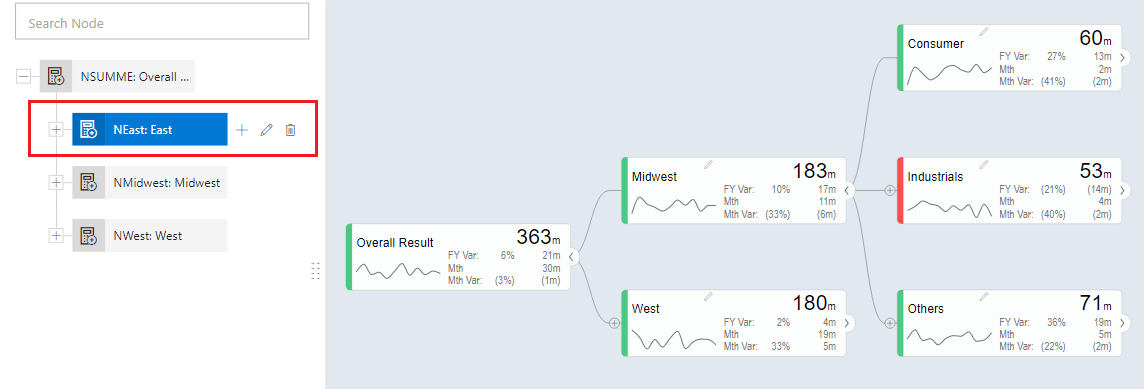 Search Node
NSUMME: Overall ...
NEast: East
NMidwest: Midwest
NWest: West
Overall Result
363m
FY Var: 6% 21m
Mth 30m
Mth Var: (3%) (1m)
Midwest
183m
FY Var: 10% 17m
Mth 11m
Mth Var: (33%) (6m)
West
180m
FY Var: 2% 4m
Mth 19m
Mth Var: 33% 5m
Consumer
60m
FY Var: 27% 13m
Mth 2m
Mth Var: (41%) (2m)
Industrials
53m
FY Var: (21%) (14m)
Mth 4m
Mth Var: (40%) (2m)
Others
71m
FY Var: 36% 19m
Mth 5m
Mth Var: (22%) (2m)